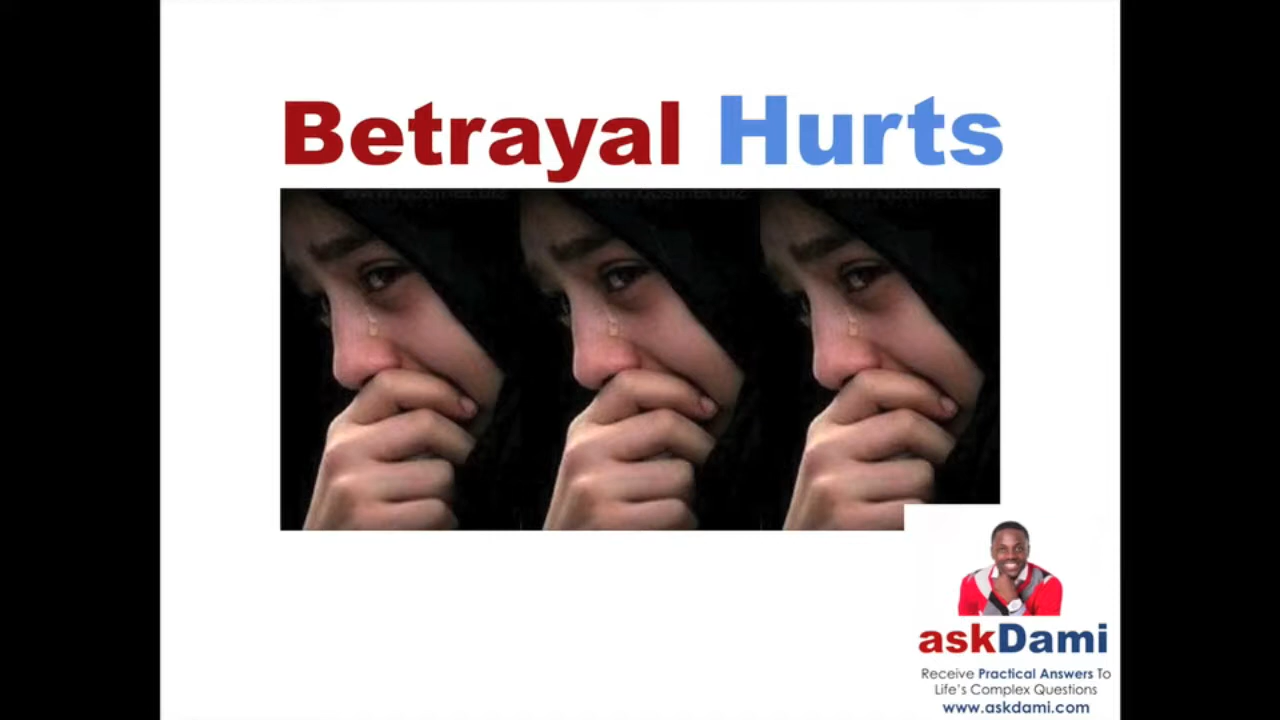 Betrayal Hurts
askDami
Receive Practical Answers To
Life's Complex Questions
www.askdami.com